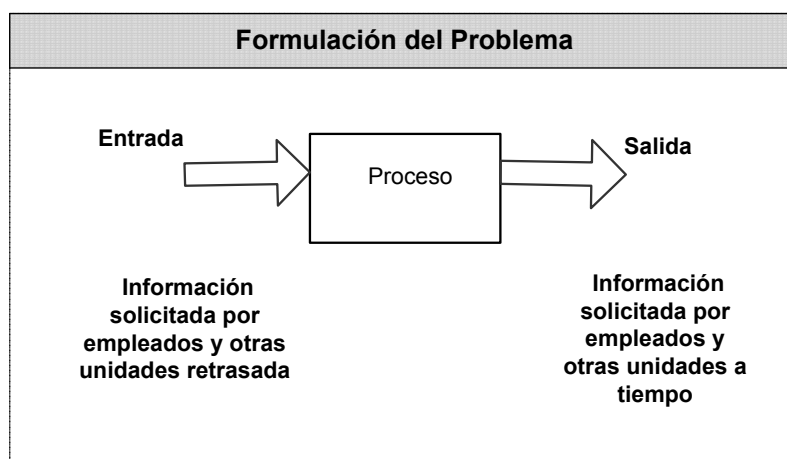 Formulación del Problema
Entrada
Proceso
Salida
Información
solicitada por
empleados y otras
unidades retrasada
Información
solicitada por
empleados y
otras unidades a
tiempo